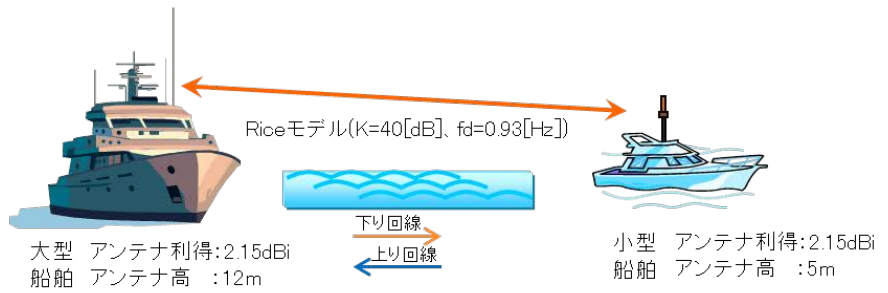 Riceモデル(K=40[dB]、fd=0.93[Hz])
下り回線
上り回線
大型 アンテナ利得:2.15dBi
船舶 アンテナ高 :12m
小型 アンテナ利得:2.15dBi
船舶 アンテナ高 :5m